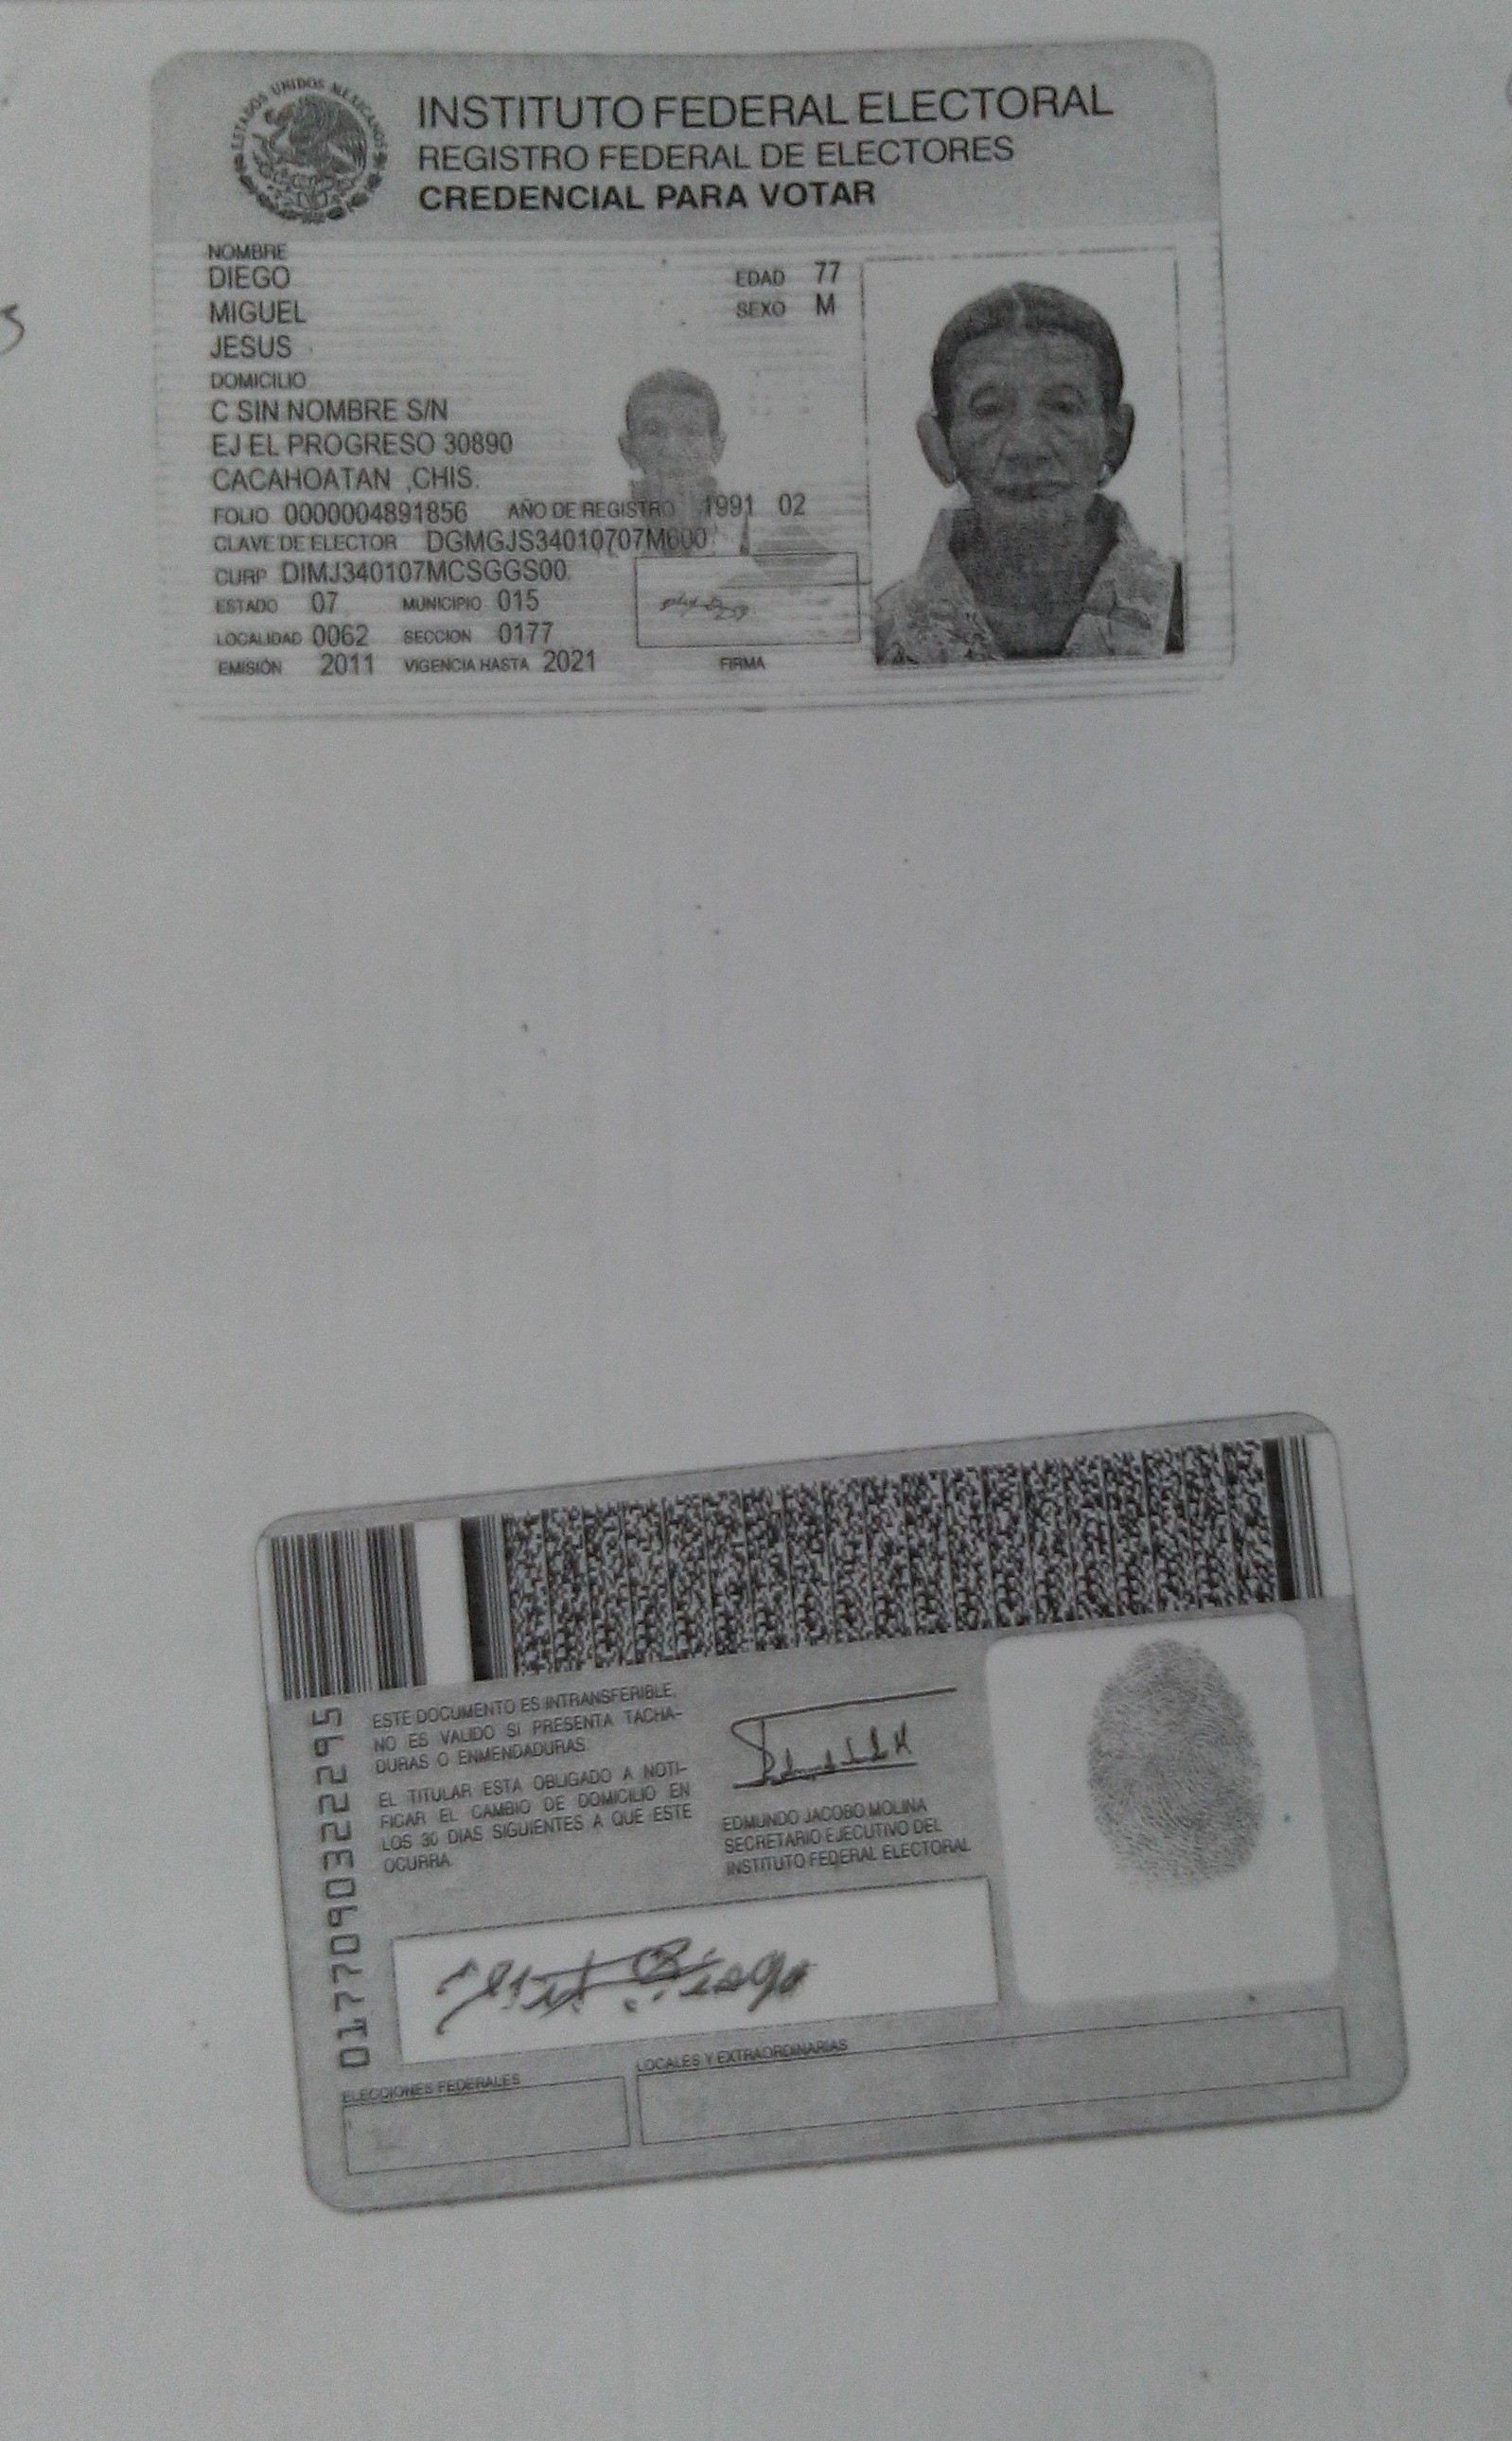 ESTADOS UNIDOS MEXICANOS
INSTITUTO FEDERAL ELECTORAL
REGISTRO FEDERAL DE ELECTORES
CREDENCIAL PARA VOTAR
NOMBRE
DIEGO
MIGUEL
JESUS
EDAD 77
SEXO M
DOMICILIO
C SIN NOMBRE S/N
EJ EL PROGRESO 30890
CACAHOATAN ,CHIS.
FOLIO 0000004891856 AÑO DE REGISTRO 1991 02
CLAVE DE ELECTOR DGMGJS34010707M600
CURP DIMJ340107MCSGGS00
ESTADO 07 MUNICIPIO 015
LOCALIDAD 0062 SECCION 0177
EMISIÓN 2011 VIGENCIA HASTA 2021
FIRMA
ESTE DOCUMENTO ES INTRANSFERIBLE,
NO ES VALIDO SI PRESENTA TACHA-
DURAS O ENMENDADURAS.
EL TITULAR ESTA OBLIGADO A NOTI-
FICAR EL CAMBIO DE DOMICILIO EN
LOS 30 DIAS SIGUIENTES A QUE ESTE
OCURRA.
EDMUNDO JACOBO MOLINA
SECRETARIO EJECUTIVO DEL
INSTITUTO FEDERAL ELECTORAL
0177090322295
Diego
ELECCIONES FEDERALES
LOCALES Y EXTRAORDINARIAS